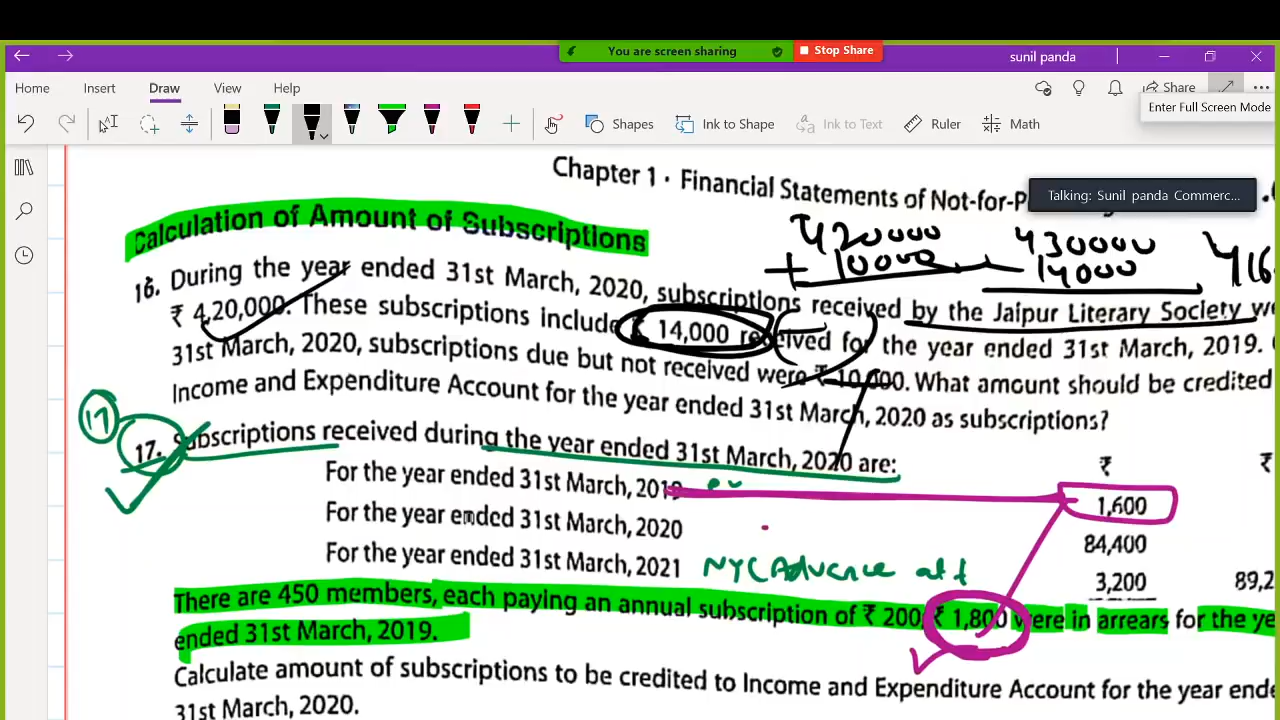 You are screen sharing
Stop Share
sunil panda
Home Insert Draw View Help
Share
Shapes
Ink to Shape
Ink to Text
Ruler
Math
Enter Full Screen Mode
Talking: Sunil panda Commerc...
Chapter 1 · Financial Statements of Not-for-P
Calculation of Amount of Subscriptions
420000
+ 10000
430000
14000
416
16. During the year ended 31st March, 2020, subscriptions received by the Jaipur Literary Society we
₹ 4,20,000. These subscriptions include ₹ 14,000 received for the year ended 31st March, 2019.
31st March, 2020, subscriptions due but not received were ₹ 10,000. What amount should be credited
Income and Expenditure Account for the year ended 31st March, 2020 as subscriptions?
17
17. Subscriptions received during the year ended 31st March, 2020 are:
₹ ₹
For the year ended 31st March, 2019 1,600
For the year ended 31st March, 2020 84,400
For the year ended 31st March, 2021 NYC Advance 3,200 89,2
There are 450 members, each paying an annual subscription of ₹ 200, ₹ 1,800 were in arrears for the ye
ended 31st March, 2019.
Calculate amount of subscriptions to be credited to Income and Expenditure Account for the year ende
31st March, 2020.